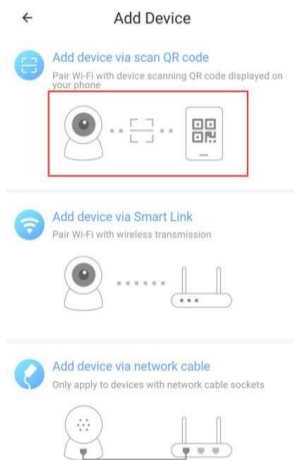 Add Device
Add device via scan QR code
Pair Wi-Fi with device scanning QR code displayed on
your phone
Add device via Smart Link
Pair Wi-Fi with wireless transmission
Add device via network cable
Only apply to devices with network cable sockets